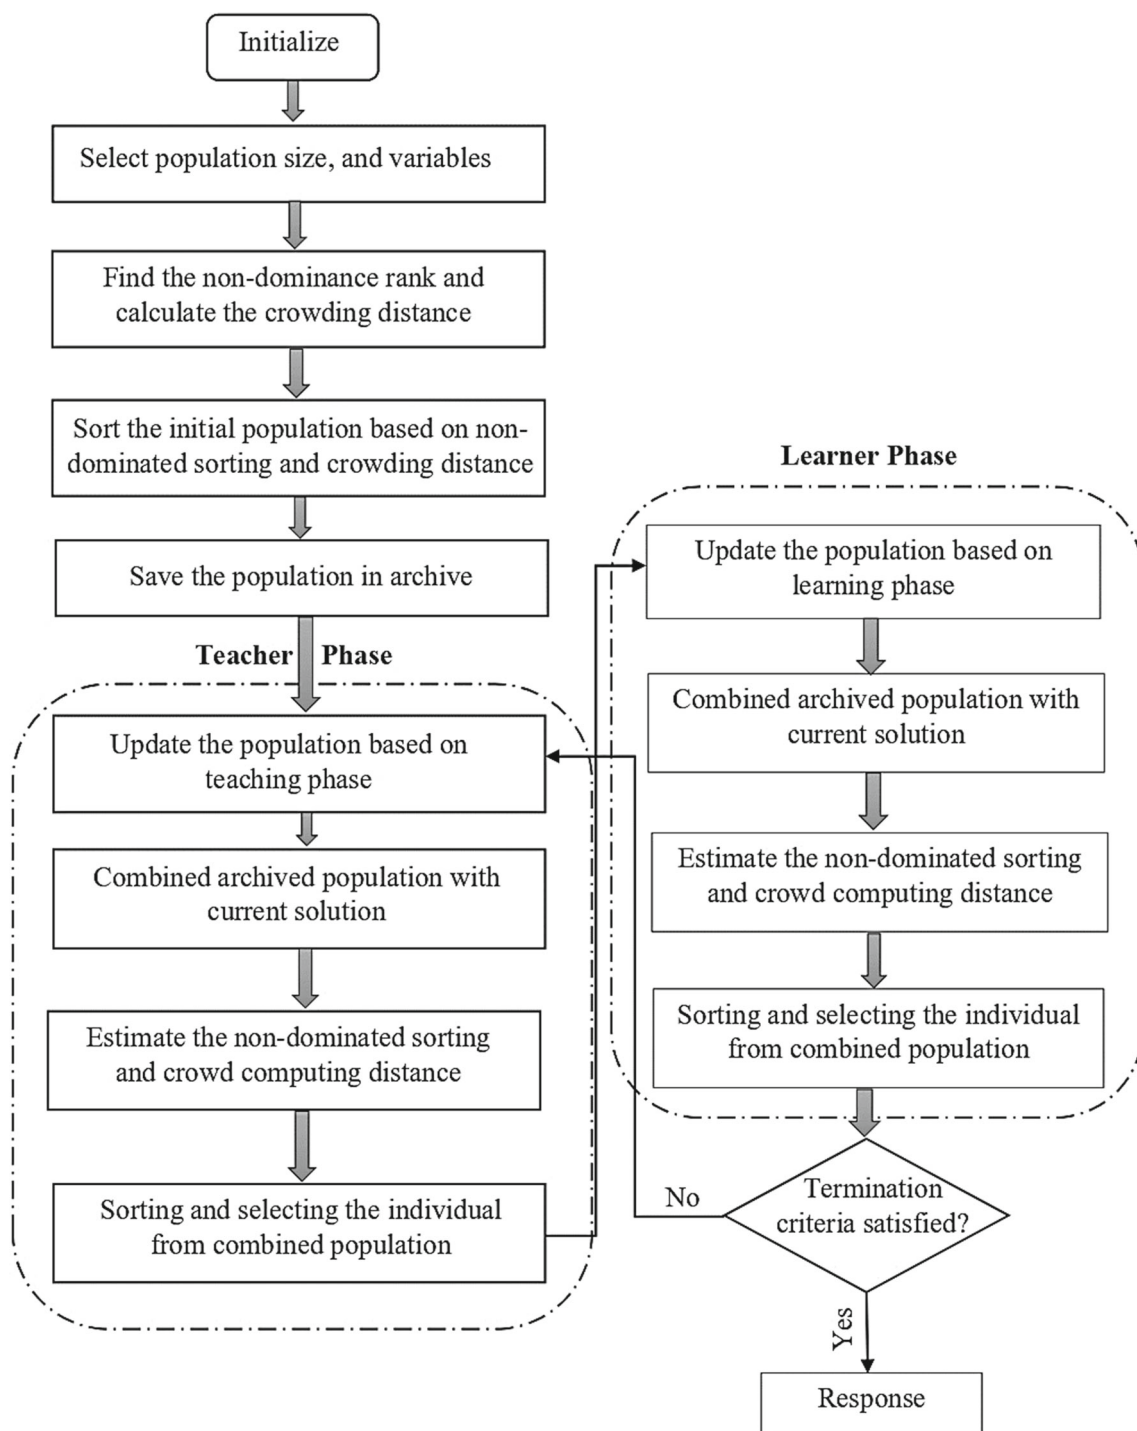 Initialize
Select population size, and variables
Find the non-dominance rank and
calculate the crowding distance
Sort the initial population based on non-
dominated sorting and crowding distance
Save the population in archive
Teacher Phase
Update the population based on
teaching phase
Combined archived population with
current solution
Estimate the non-dominated sorting
and crowd computing distance
Sorting and selecting the individual
from combined population
Learner Phase
Update the population based on
learning phase
Combined archived population with
current solution
Estimate the non-dominated sorting
and crowd computing distance
Sorting and selecting the individual
from combined population
Termination
criteria satisfied?
No
Yes
Response